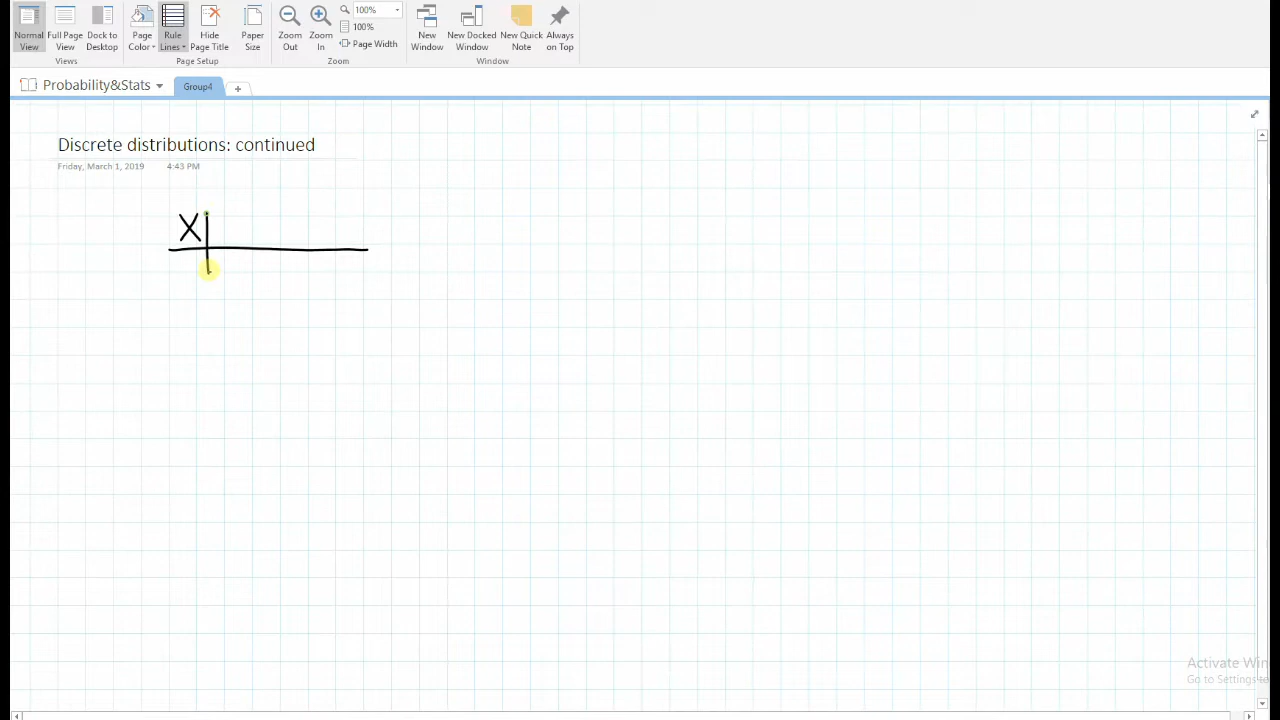 100%
Normal View
Full Page View
Dock to Desktop
Page Color
Rule Lines
Hide Page Title
Paper Size
Zoom Out
Zoom In
100%
Page Width
New Window
New Docked Window
New Quick Note
Always on Top
Views
Page Setup
Zoom
Window
Probability&Stats
Group4
Discrete distributions: continued
Friday, March 1, 2019 4:43 PM
X
Activate Win
Go to Settings to